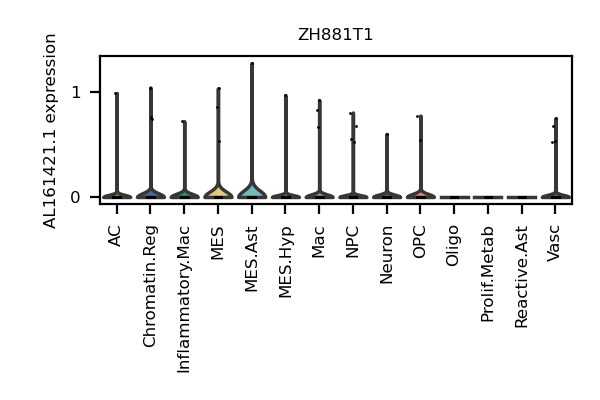 ZH881T1
AL161421.1 expression
1
0
AC
Chromatin.Reg
Inflammatory.Mac
MES
MES.Ast
MES.Hyp
Mac
NPC
Neuron
OPC
Oligo
Prolif.Metab
Reactive.Ast
Vasc